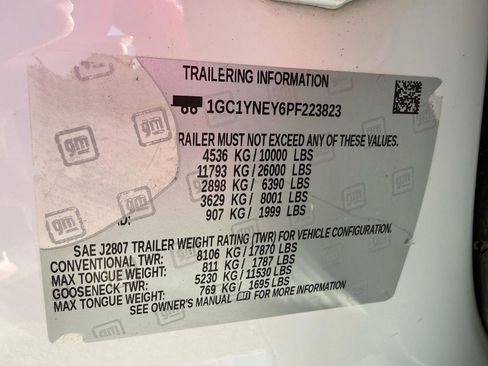 TRAILERING INFORMATION
1GC1YNEY6PF223823
RAILER MUST NOT EXCEED ANY OF THESE VALUES.
4536 KG/10000 LBS
11793 KG/26000 LBS
2898 KG/ 6390 LBS
3629 KG/ 8001 LBS
907 KG/ 1999 LBS
SAE J2807 TRAILER WEIGHT RATING (TWR) FOR VEHICLE CONFIGURATION.
CONVENTIONAL TWR: 8106 KG/17870 LBS
MAX TONGUE WEIGHT: 811 KG/ 1787 LBS
GOOSENECK TWR: 5230 KG/11530 LBS
MAX TONGUE WEIGHT: 769 KG/ 1695 LBS
SEE OWNER'S MANUAL FOR MORE INFORMATION